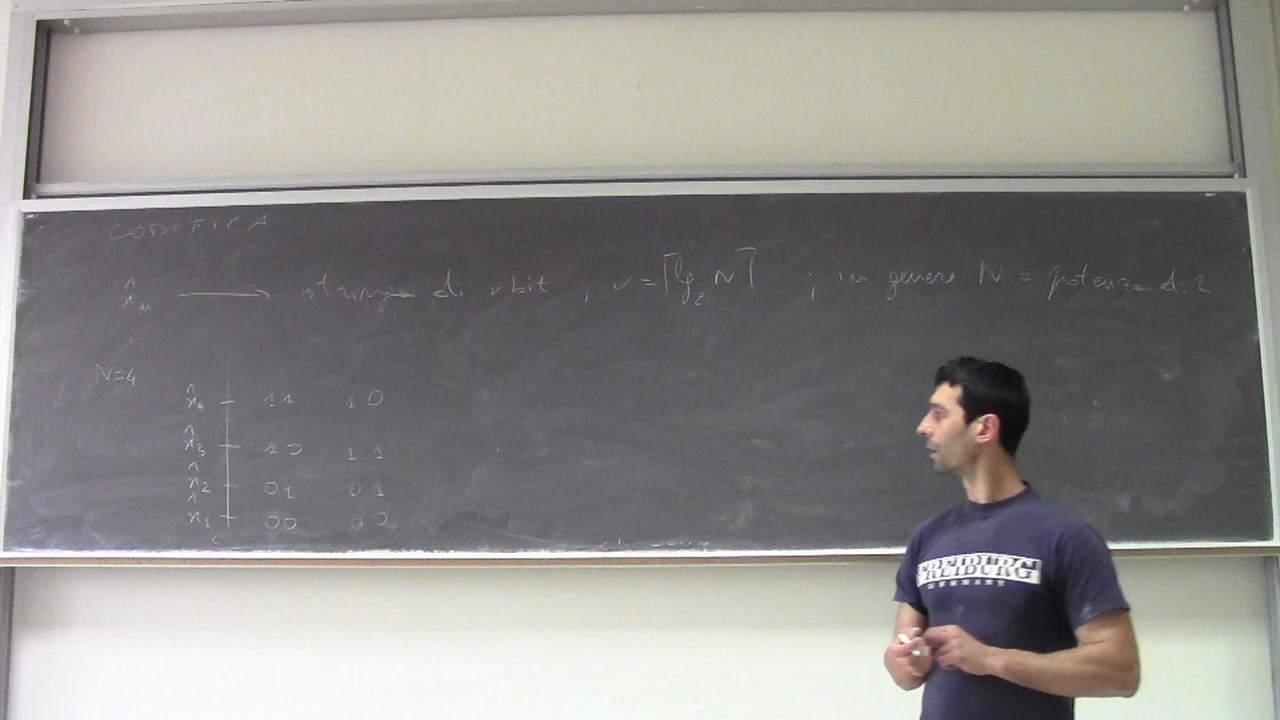 CODIFICA
x̂ₙ → stringa di ν bit , ν = ⌈lg₂ N⌉ ; in genere N = potenza di 2
N=4
x̂₄ 11 10
x̂₃ 10 11
x̂₂ 01 01
x̂₁ 00 00
FREIBURG
GERMANY